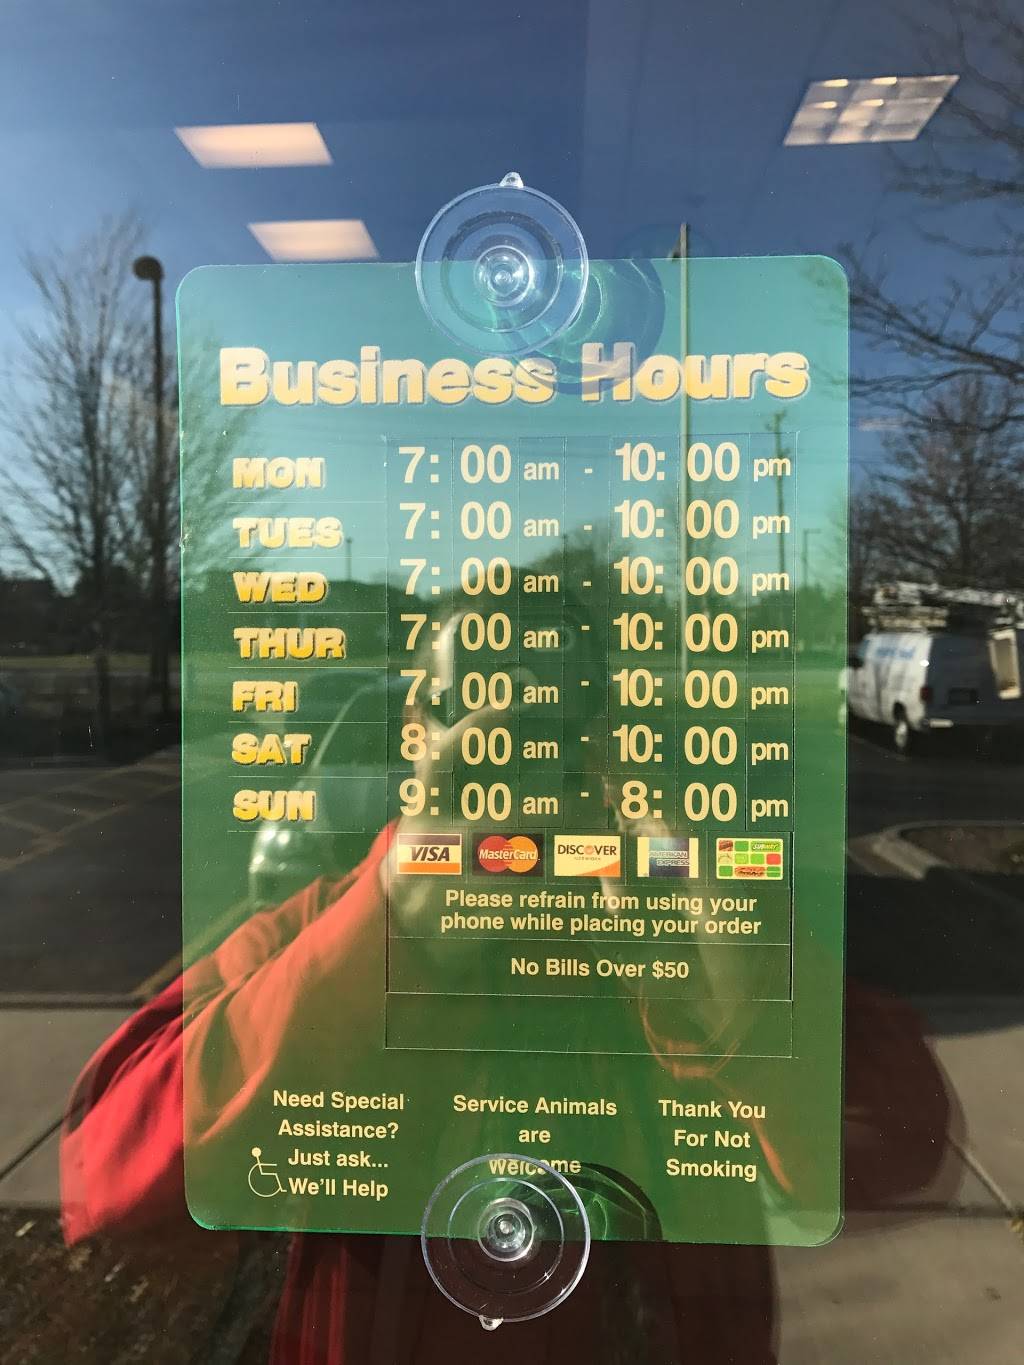 Business Hours
MON 7: 00 am - 10: 00 pm
TUES 7: 00 am - 10: 00 pm
WED 7: 00 am - 10: 00 pm
THUR 7: 00 am - 10: 00 pm
FRI 7: 00 am - 10: 00 pm
SAT 8: 00 am - 10: 00 pm
SUN 9: 00 am - 8: 00 pm
VISA MasterCard DISCOVER NETWORK AMERICAN EXPRESS SUBWAY
Please refrain from using your
phone while placing your order
No Bills Over $50
Need Special
Assistance?
Just ask...
We'll Help
Service Animals
are
Welcome
Thank You
For Not
Smoking